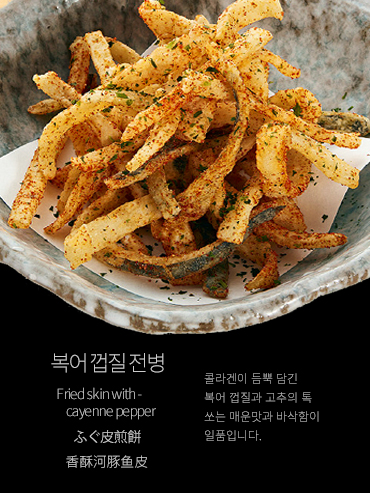 복어 껍질 전병
Fried skin with -
cayenne pepper
ふぐ皮煎餅
香酥河豚鱼皮
콜라겐이 듬뿍 담긴
복어 껍질과 고추의 톡
쏘는 매운맛과 바삭함이
일품입니다.